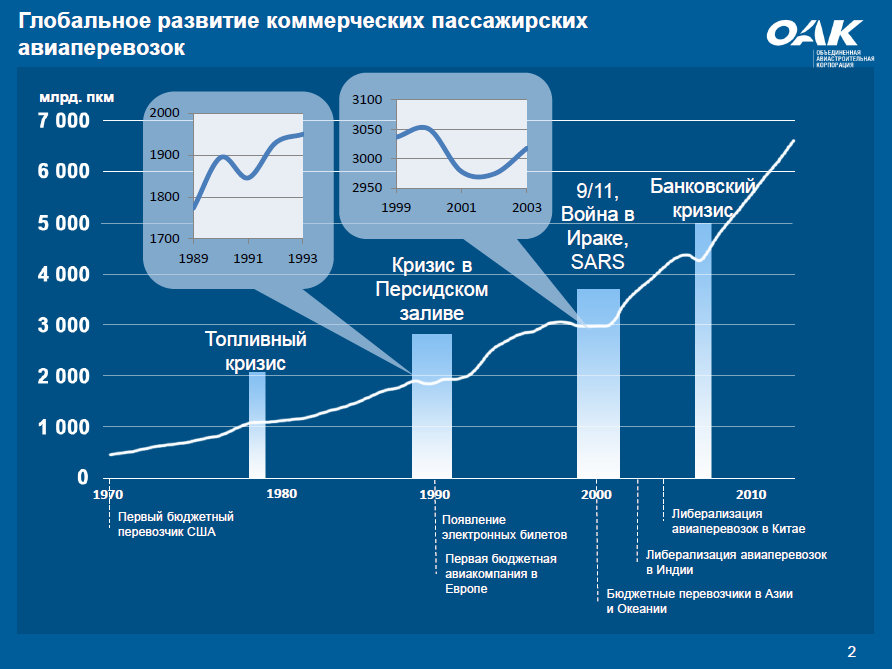 Глобальное развитие коммерческих пассажирских
авиаперевозок
ОАК
ОБЪЕДИНЕННАЯ
АВИАСТРОИТЕЛЬНАЯ
КОРПОРАЦИЯ
млрд. пкм
7 000
6 000
5 000
4 000
3 000
2 000
1 000
0
2000
1900
1800
1700
1989 1991 1993
3100
3050
3000
2950
1999 2001 2003
Топливный
кризис
Кризис в
Персидском
заливе
9/11,
Война в
Ираке,
SARS
Банковский
кризис
1970 1980 1990 2000 2010
Первый бюджетный
перевозчик США
Появление
электронных билетов
Первая бюджетная
авиакомпания в
Европе
Либерализация
авиаперевозок в Китае
Либерализация авиаперевозок
в Индии
Бюджетные перевозчики в Азии
и Океании
2